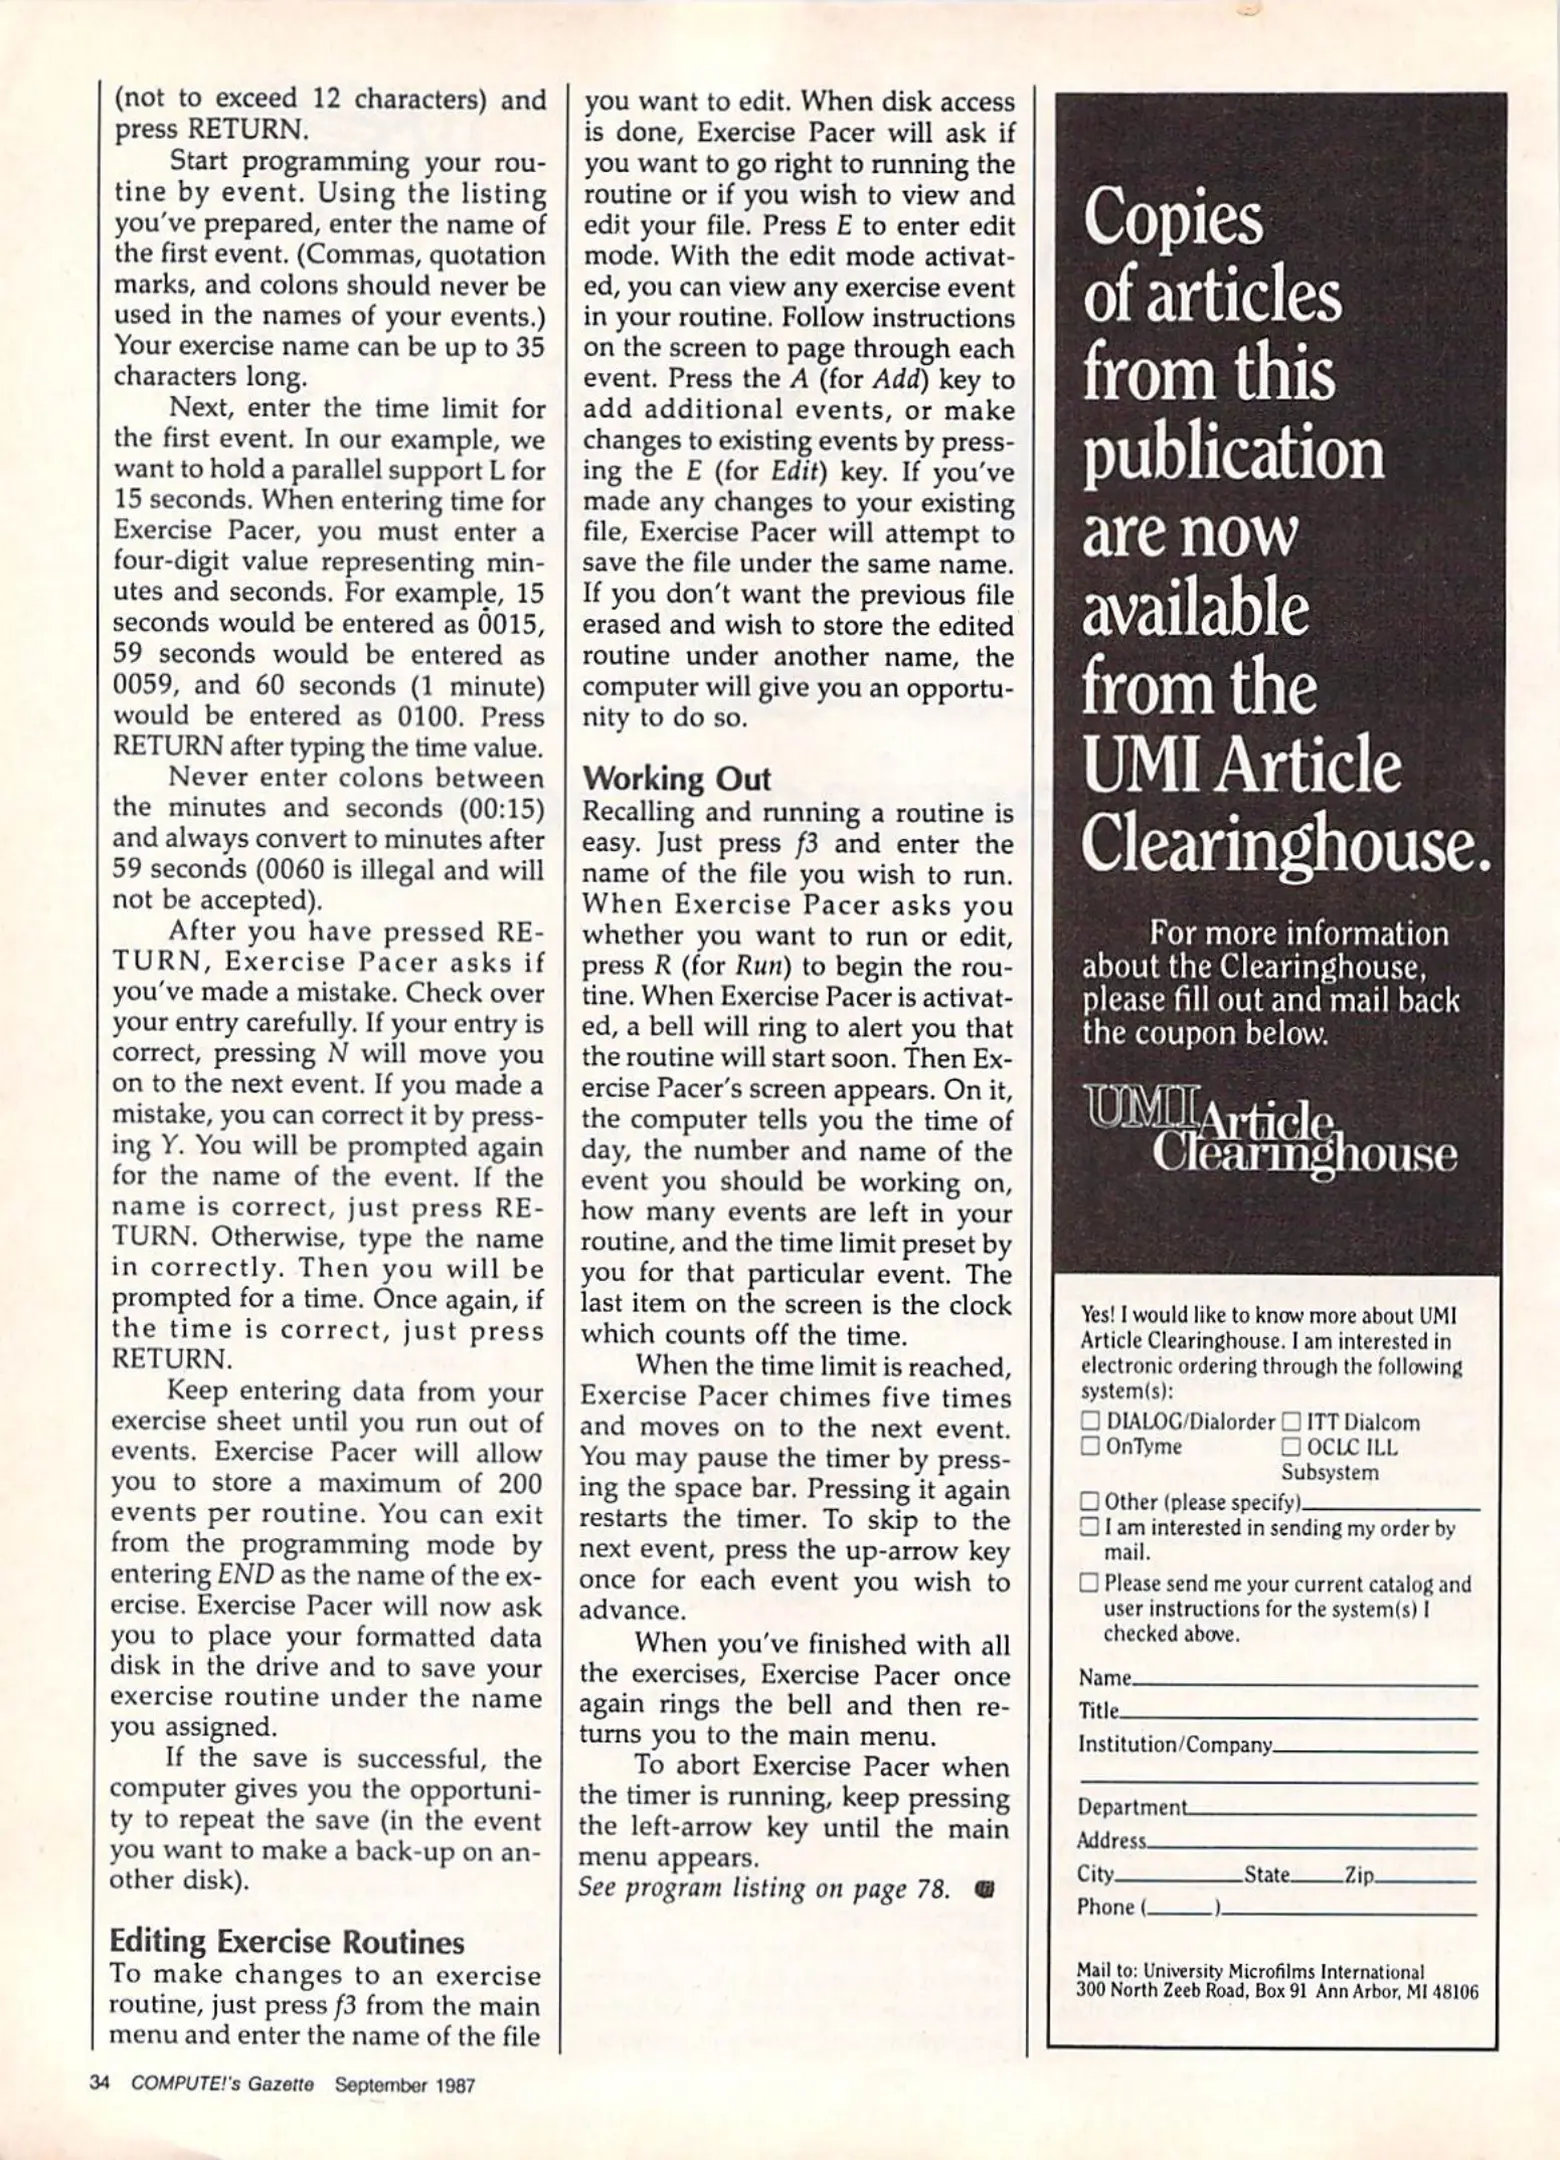 (not to exceed 12 characters) and
press RETURN.
Start programming your rou-
tine by event. Using the listing
you've prepared, enter the name of
the first event. (Commas, quotation
marks, and colons should never be
used in the names of your events.)
Your exercise name can be up to 35
characters long.
Next, enter the time limit for
the first event. In our example, we
want to hold a parallel support L for
15 seconds. When entering time for
Exercise Pacer, you must enter a
four-digit value representing min-
utes and seconds. For example, 15
seconds would be entered as 0015,
59 seconds would be entered as
0059, and 60 seconds (1 minute)
would be entered as 0100. Press
RETURN after typing the time value.
Never enter colons between
the minutes and seconds (00:15)
and always convert to minutes after
59 seconds (0060 is illegal and will
not be accepted).
After you have pressed RE-
TURN, Exercise Pacer asks if
you've made a mistake. Check over
your entry carefully. If your entry is
correct, pressing N will move you
on to the next event. If you made a
mistake, you can correct it by press-
ing Y. You will be prompted again
for the name of the event. If the
name is correct, just press RE-
TURN. Otherwise, type the name
in correctly. Then you will be
prompted for a time. Once again, if
the time is correct, just press
RETURN.
Keep entering data from your
exercise sheet until you run out of
events. Exercise Pacer will allow
you to store a maximum of 200
events per routine. You can exit
from the programming mode by
entering END as the name of the ex-
ercise. Exercise Pacer will now ask
you to place your formatted data
disk in the drive and to save your
exercise routine under the name
you assigned.
If the save is successful, the
computer gives you the opportuni-
ty to repeat the save (in the event
you want to make a back-up on an-
other disk).
Editing Exercise Routines
To make changes to an exercise
routine, just press f3 from the main
menu and enter the name of the file
you want to edit. When disk access
is done, Exercise Pacer will ask if
you want to go right to running the
routine or if you wish to view and
edit your file. Press E to enter edit
mode. With the edit mode activat-
ed, you can view any exercise event
in your routine. Follow instructions
on the screen to page through each
event. Press the A (for Add) key to
add additional events, or make
changes to existing events by press-
ing the E (for Edit) key. If you've
made any changes to your existing
file, Exercise Pacer will attempt to
save the file under the same name.
If you don't want the previous file
erased and wish to store the edited
routine under another name, the
computer will give you an opportu-
nity to do so.
Working Out
Recalling and running a routine is
easy. Just press f3 and enter the
name of the file you wish to run.
When Exercise Pacer asks you
whether you want to run or edit,
press R (for Run) to begin the rou-
tine. When Exercise Pacer is activat-
ed, a bell will ring to alert you that
the routine will start soon. Then Ex-
ercise Pacer's screen appears. On it,
the computer tells you the time of
day, the number and name of the
event you should be working on,
how many events are left in your
routine, and the time limit preset by
you for that particular event. The
last item on the screen is the clock
which counts off the time.
When the time limit is reached,
Exercise Pacer chimes five times
and moves on to the next event.
You may pause the timer by press-
ing the space bar. Pressing it again
restarts the timer. To skip to the
next event, press the up-arrow key
once for each event you wish to
advance.
When you've finished with all
the exercises, Exercise Pacer once
again rings the bell and then re-
turns you to the main menu.
To abort Exercise Pacer when
the timer is running, keep pressing
the left-arrow key until the main
menu appears.
See program listing on page 78.
Copies
of articles
from this
publication
are now
available
from the
UMI Article
Clearinghouse.
For more information
about the Clearinghouse,
please fill out and mail back
the coupon below.
UMI Article
Clearinghouse
Yes! I would like to know more about UMI
Article Clearinghouse. I am interested in
electronic ordering through the following
system(s):
☐ DIALOG/Dialorder ☐ ITT Dialcom
☐ OnTyme ☐ OCLC ILL
Subsystem
☐ Other (please specify)
☐ I am interested in sending my order by
mail.
☐ Please send me your current catalog and
user instructions for the system(s) I
checked above.
Name
Title
Institution/Company
Department
Address
City State Zip
Phone ( )
Mail to: University Microfilms International
300 North Zeeb Road, Box 91 Ann Arbor, MI 48106
34 COMPUTE!'s Gazette September 1987